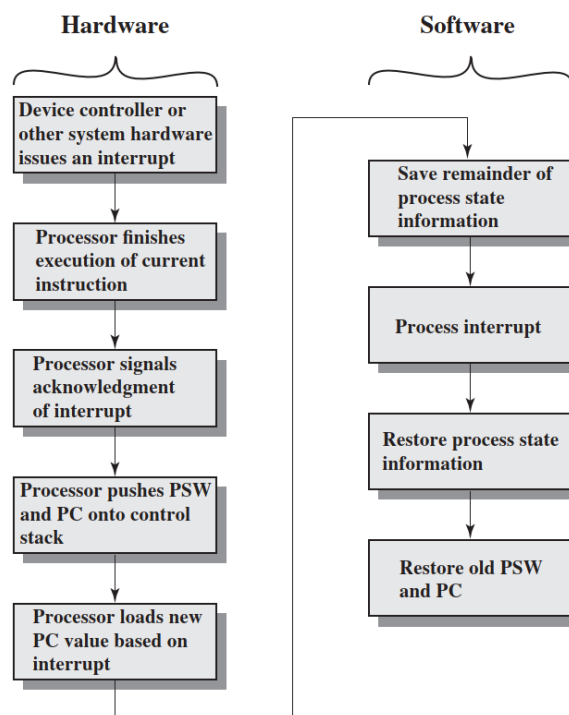 Hardware
Device controller or
other system hardware
issues an interrupt
Processor finishes
execution of current
instruction
Processor signals
acknowledgment
of interrupt
Processor pushes PSW
and PC onto control
stack
Processor loads new
PC value based on
interrupt
Software
Save remainder of
process state
information
Process interrupt
Restore process state
information
Restore old PSW
and PC